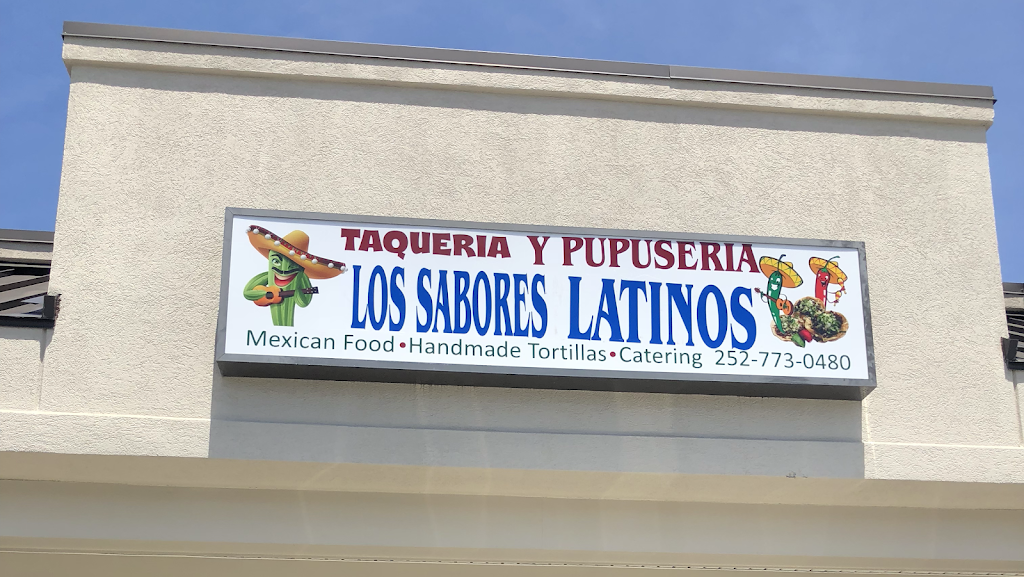 TAQUERIA Y PUPUSERIA
LOS SABORES LATINOS
Mexican Food • Handmade Tortillas • Catering 252-773-0480